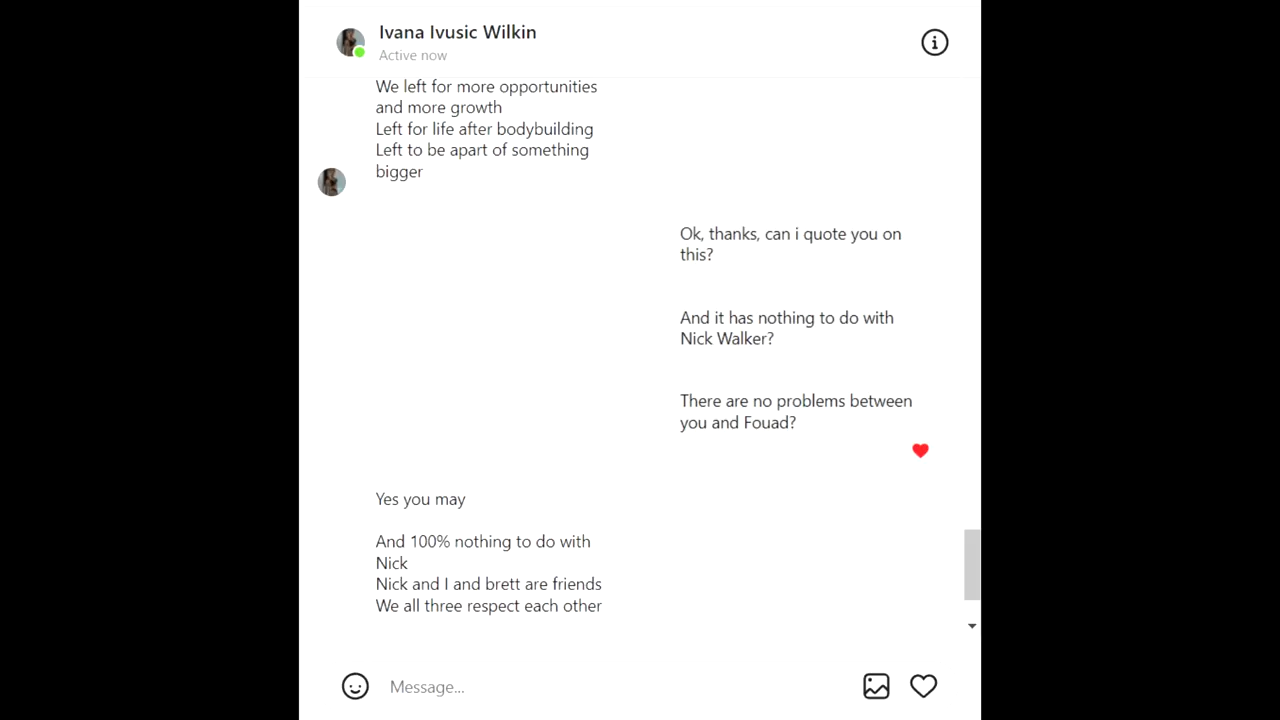 Ivana Ivusic Wilkin
Active now
We left for more opportunities
and more growth
Left for life after bodybuilding
Left to be apart of something
bigger
Ok, thanks, can i quote you on
this?
And it has nothing to do with
Nick Walker?
There are no problems between
you and Fouad?
Yes you may
And 100% nothing to do with
Nick
Nick and I and brett are friends
We all three respect each other
Message...